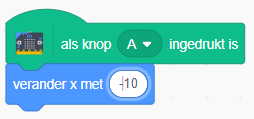 als knop A ingedrukt is
verander x met -10